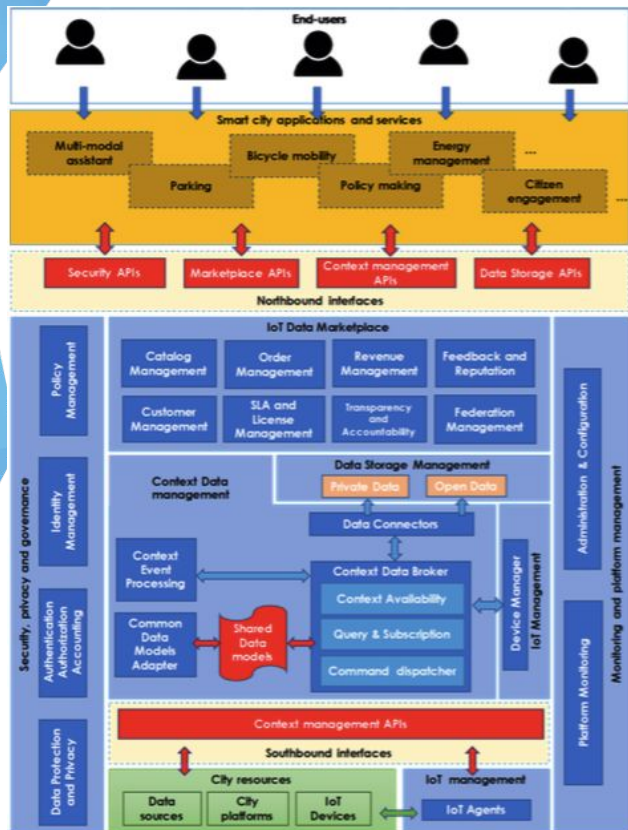 End-users
Smart city applications and services
Multi-modal
assistant
Parking
Bicycle mobility
Policy making
Energy
management
...
Citizen
engagement
...
Security APIs
Marketplace APIs
Context management
APIs
Data Storage APIs
Northbound interfaces
Security, privacy and governance
Policy
Management
Identity
Management
Authentication
Authorization
Accounting
Data Protection
and Privacy
IoT Data Marketplace
Catalog
Management
Order
Management
Revenue
Management
Feedback and
Reputation
Customer
Management
SLA and
License
Management
Transparency
and
Accountability
Federation
Management
Context Data
management
Data Storage Management
Private Data
Open Data
Data Connectors
Context
Event
Processing
Context Data Broker
Context Availability
Query & Subscription
Command dispatcher
Common
Data
Models
Adapter
Shared
Data
models
Device Manager
IoT Management
Administration & Configuration
Platform Monitoring
Monitoring and platform management
Context management APIs
Southbound interfaces
City resources
Data
sources
City
platforms
IoT
Devices
IoT management
IoT Agents